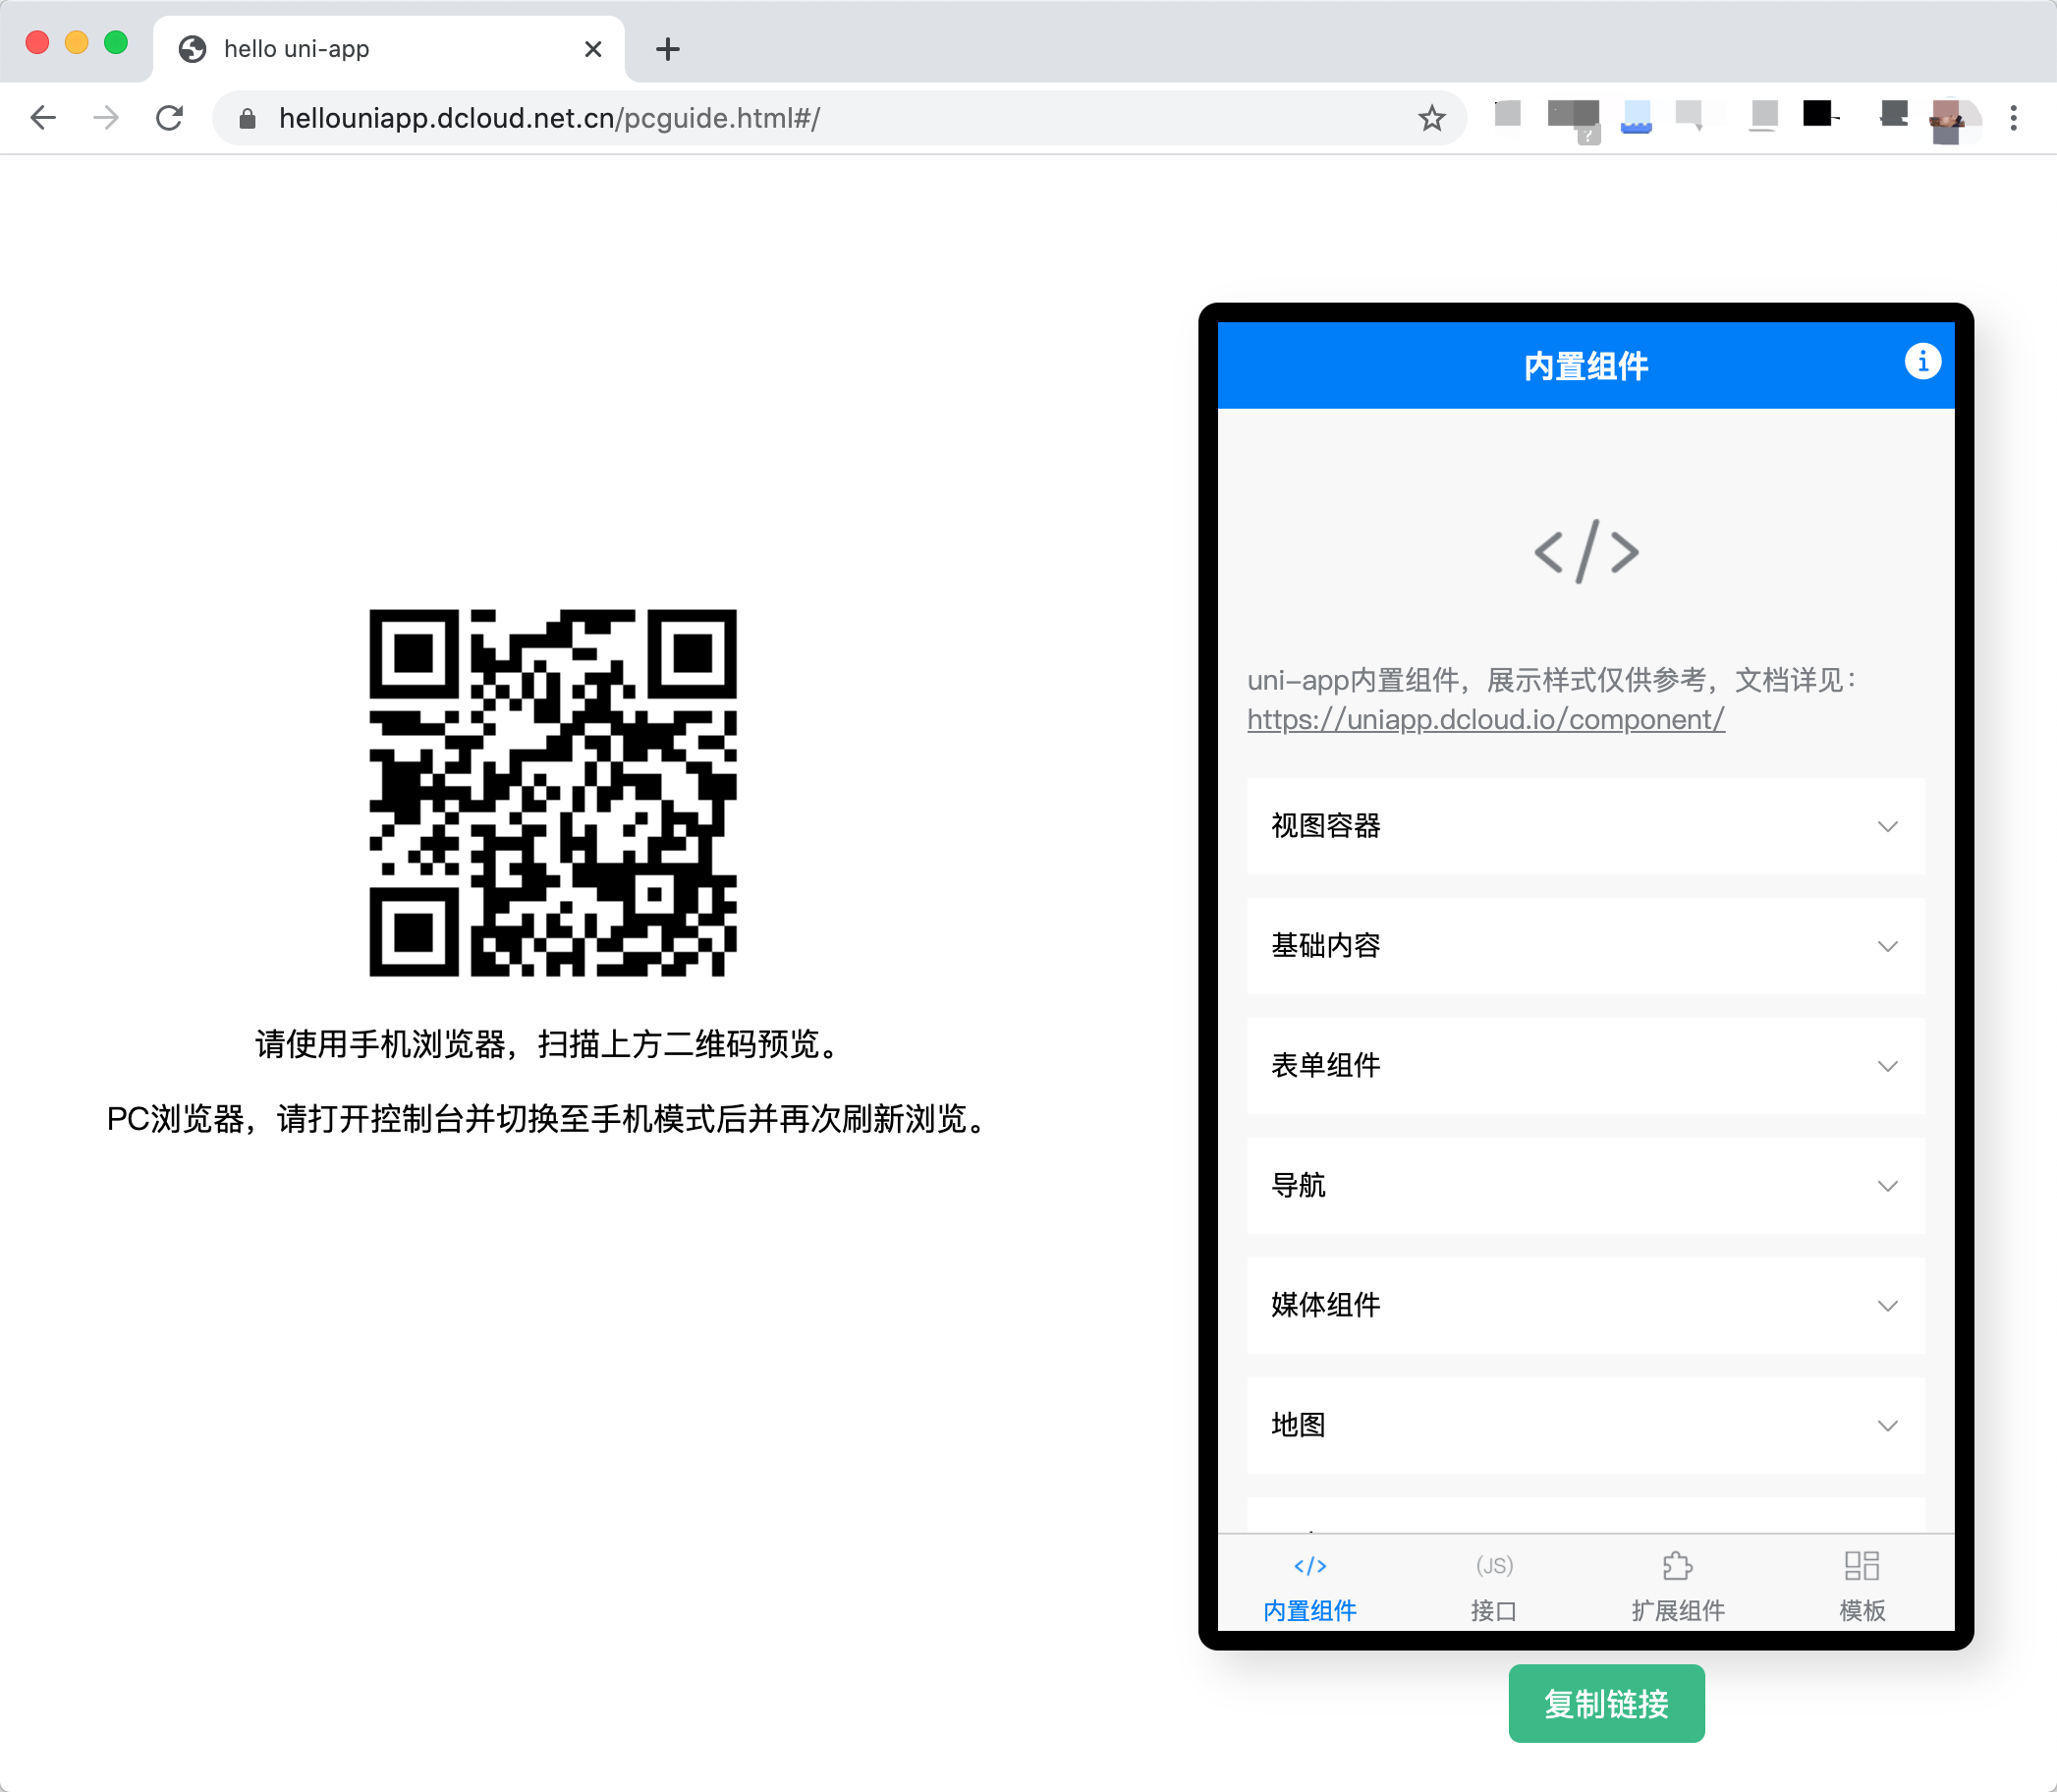 hello uni-app
hellouniapp.dcloud.net.cn/pcguide.html#/
请使用手机浏览器，扫描上方二维码预览。
PC浏览器，请打开控制台并切换至手机模式后并再次刷新浏览。
内置组件
uni-app内置组件，展示样式仅供参考，文档详见：
https://uniapp.dcloud.io/component/
视图容器
基础内容
表单组件
导航
媒体组件
地图
(JS)
内置组件 接口 扩展组件 模板
复制链接